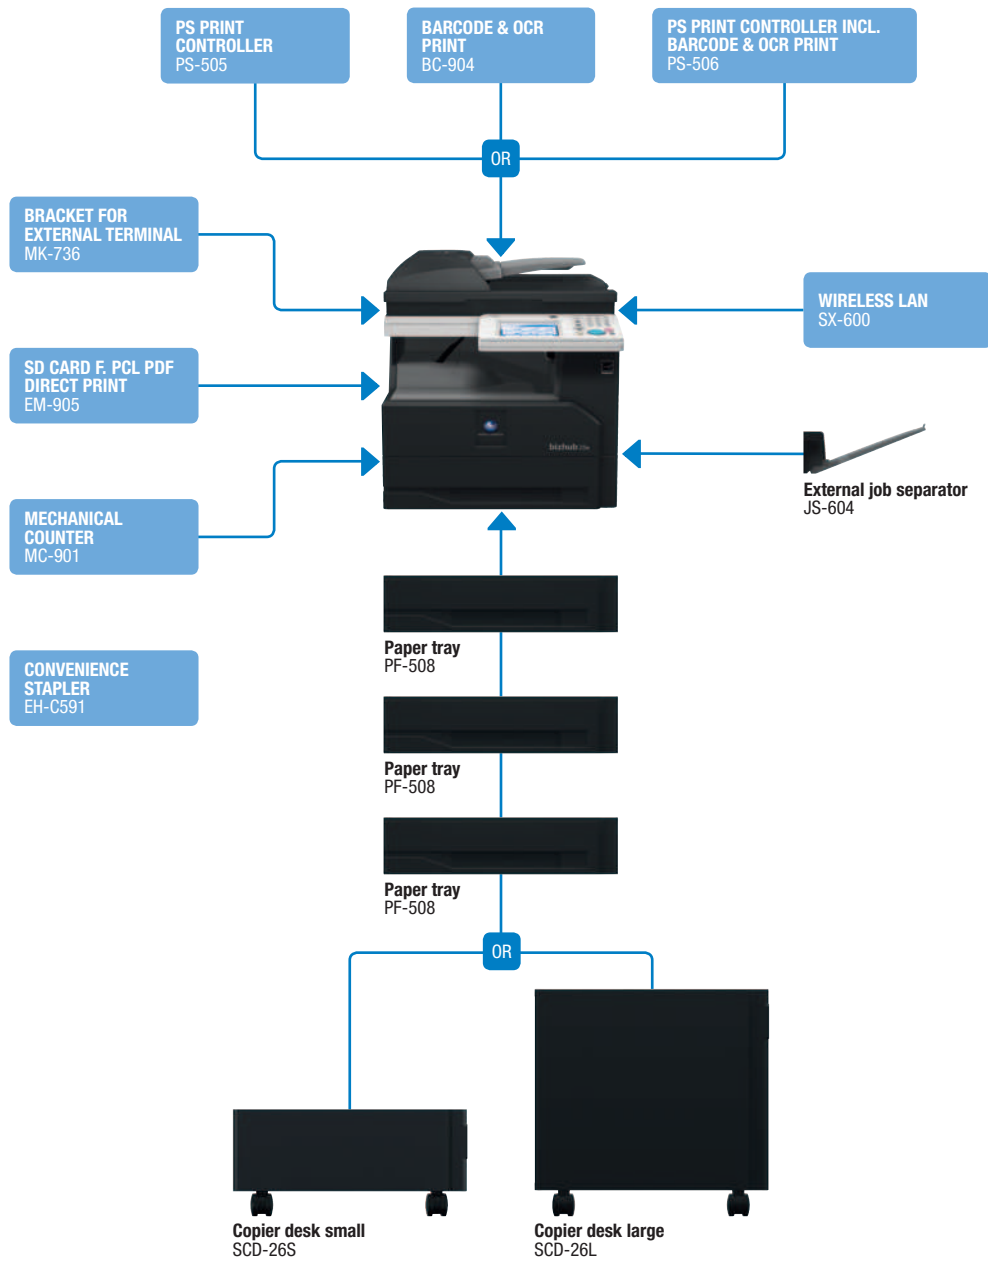 PS PRINT
CONTROLLER
PS-505
BARCODE & OCR
PRINT
BC-904
PS PRINT CONTROLLER INCL.
BARCODE & OCR PRINT
PS-506
OR
BRACKET FOR
EXTERNAL TERMINAL
MK-736
WIRELESS LAN
SX-600
SD CARD F. PCL PDF
DIRECT PRINT
EM-905
bizhub
External job separator
JS-604
MECHANICAL
COUNTER
MC-901
Paper tray
PF-508
CONVENIENCE
STAPLER
EH-C591
Paper tray
PF-508
Paper tray
PF-508
OR
Copier desk small
SCD-26S
Copier desk large
SCD-26L